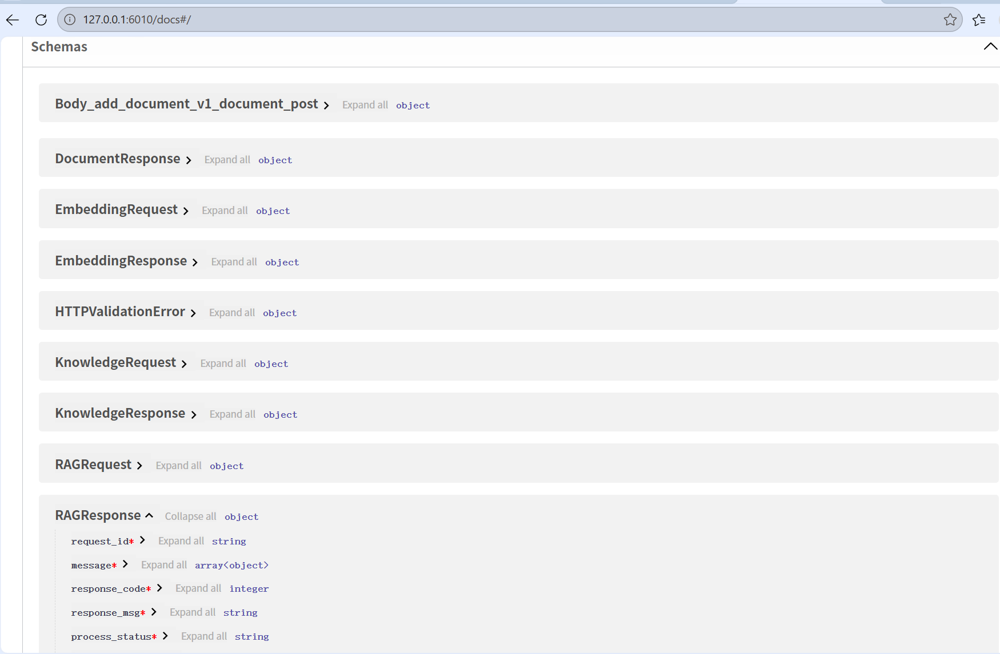 127.0.0.1:6010/docs#/
Schemas
Body_add_document_v1_document_post Expand all object
DocumentResponse Expand all object
EmbeddingRequest Expand all object
EmbeddingResponse Expand all object
HTTPValidationError Expand all object
KnowledgeRequest Expand all object
KnowledgeResponse Expand all object
RAGRequest Expand all object
RAGResponse Collapse all object
request_id* Expand all string
message* Expand all array<object>
response_code* Expand all integer
response_msg* Expand all string
process_status* Expand all string